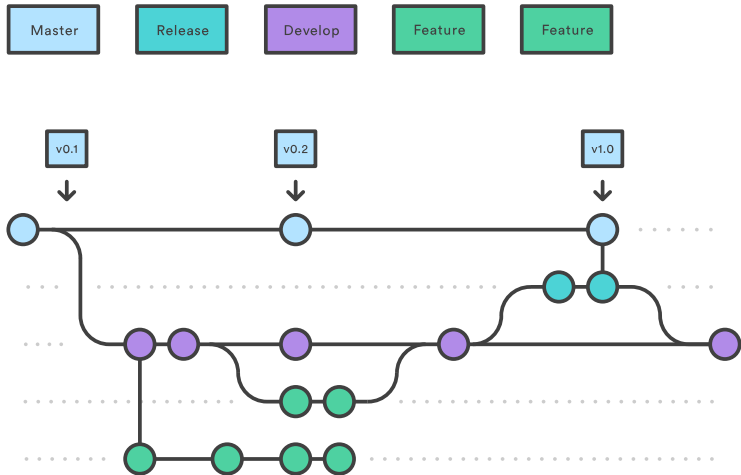 Master
Release
Develop
Feature
Feature
v0.1
v0.2
v1.0